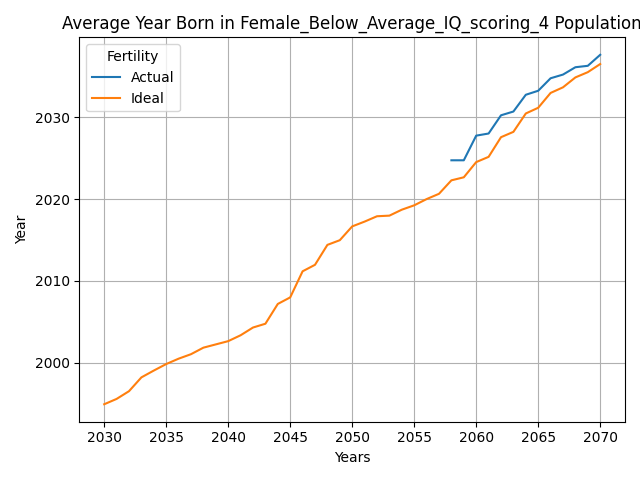 Average Year Born in Female_Below_Average_IQ_scoring_4 Population
Fertility
Actual
Ideal
2030
2020
2010
2000
Year
2030 2035 2040 2045 2050 2055 2060 2065 2070
Years